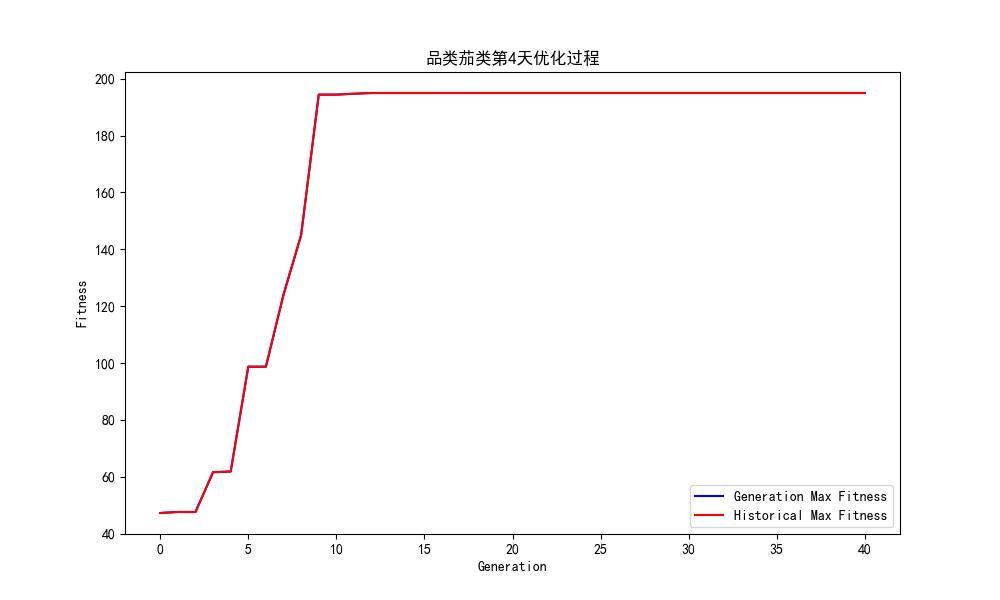 品类茄类第4天优化过程
200
180
160
140
120
100
80
60
40
Fitness
0 5 10 15 20 25 30 35 40
Generation
Generation Max Fitness
Historical Max Fitness